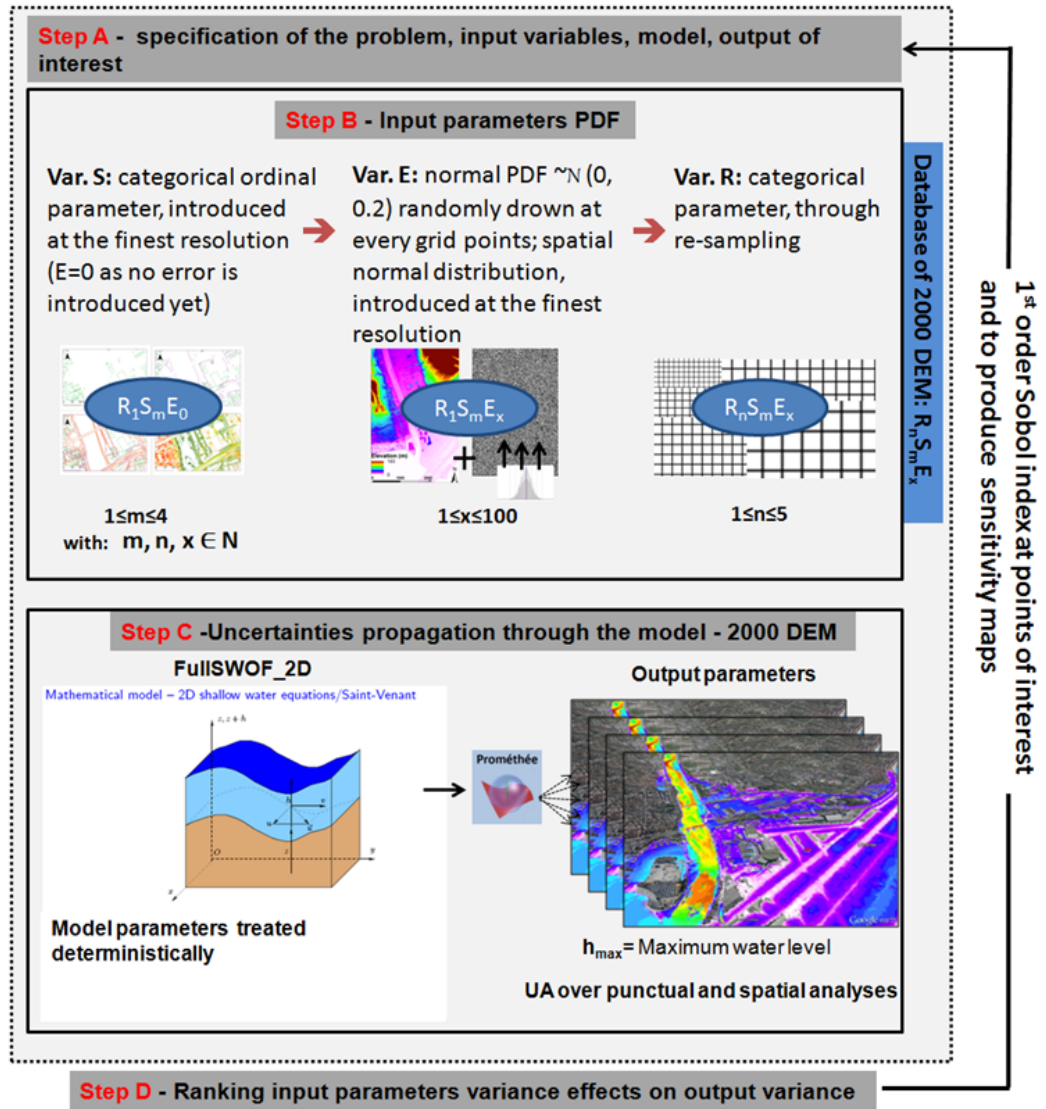 Step A - specification of the problem, input variables, model, output of
interest
Step B - Input parameters PDF
Var. S: categorical ordinal
parameter, introduced
at the finest resolution
(E=0 as no error is
introduced yet)
Var. E: normal PDF ~N (0,
0.2) randomly drown at
every grid points; spatial
normal distribution,
introduced at the finest
resolution
Var. R: categorical
parameter, through
re-sampling
R1SmE0
Elevation (m)
R1SmEx
RnSmEx
1≤m≤4
1≤x≤100
1≤n≤5
with: m, n, x ∈ N
Database of 2000 DEM: RnSmEx
Step C -Uncertainties propagation through the model - 2000 DEM
FullSWOF_2D
Mathematical model – 2D shallow water equations/Saint-Venant
z, z + h
h
v
u
z
O
y
x
Model parameters treated
deterministically
Prométhée
Output parameters
Google earth
hmax= Maximum water level
UA over punctual and spatial analyses
Step D - Ranking input parameters variance effects on output variance
1st order Sobol index at points of interest
and to produce sensitivity maps